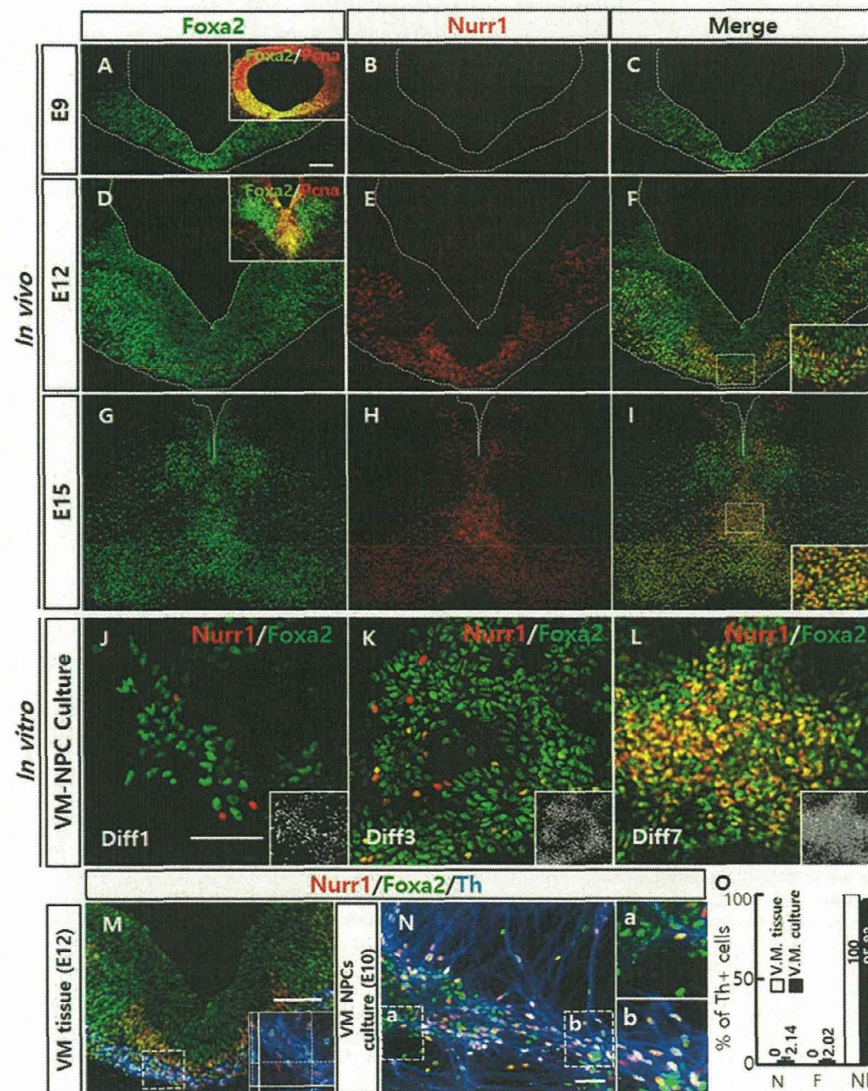 Foxa2
Nurr1
Merge
In vivo
E9
A
Foxa2/Pcna
B
C
E12
D
Foxa2/Pcna
E
F
E15
G
H
I
In vitro
VM-NPC Culture
J
Nurr1/Foxa2
Diff1
K
Nurr1/Foxa2
Diff3
L
Nurr1/Foxa2
Diff7
Nurr1/Foxa2/Th
VM tissue (E12)
M
VM NPCs
culture (E10)
N
a
b
a
b
O
% of Th+ cells
100
50
0
V.M. tissue
V.M. culture
0
2.14
0
2.02
100
N
F